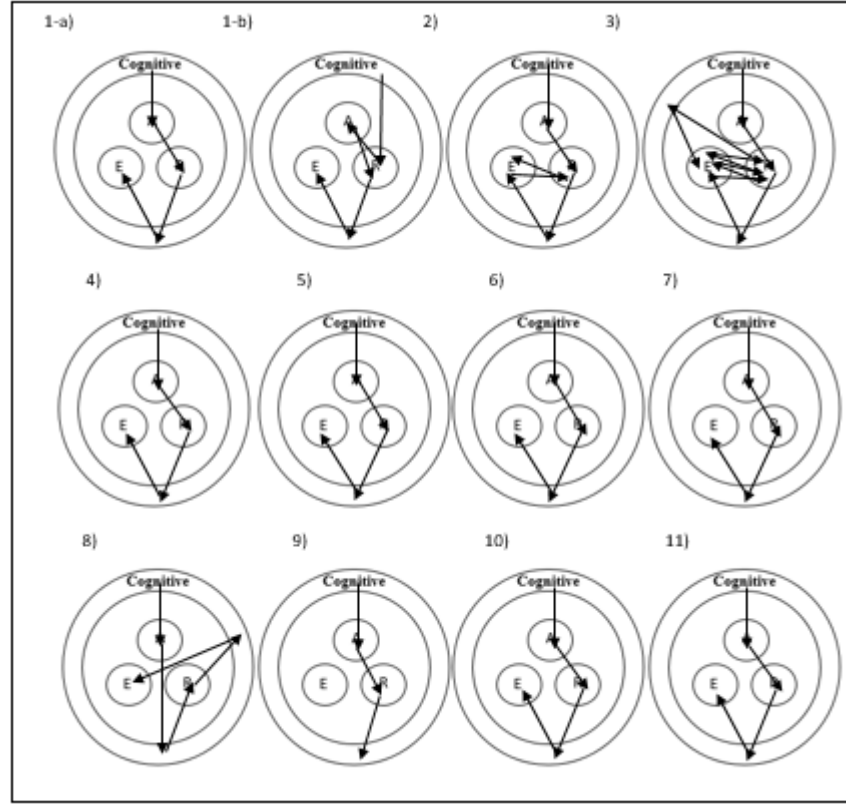 1-a) 1-b) 2) 3)
Cognitive Cognitive Cognitive Cognitive
A A A
E E R E E
4) 5) 6) 7)
Cognitive Cognitive Cognitive Cognitive
A A A
E R E E E
8) 9) 10) 11)
Cognitive Cognitive Cognitive Cognitive
A A
E R E R E R E